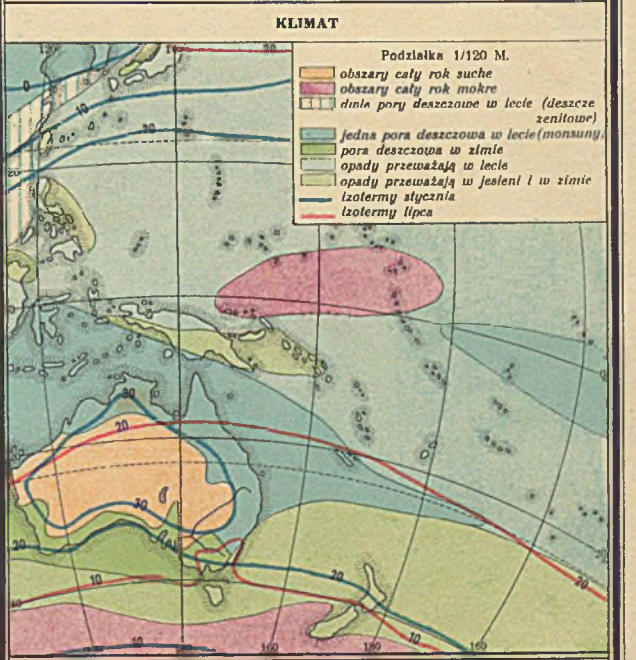 KLIMAT
Podziałka 1/120 M.
obszary cały rok suche
obszary cały rok mokre
dwie pory deszczowe w lecie (deszcze
zenitowe)
jedna pora deszczowa w lecie (monsuny,
pora deszczowa w zimie
opady przeważają w lecie
opady przeważają w jesieni i w zimie
izotermy stycznia
izotermy lipca
0
10
20
30
20
30
20
10
20
20
10
10
160
180
160